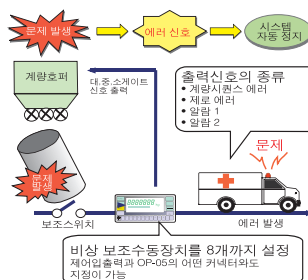 문제 발생
에러 신호
시스템
자동 정지
계량호퍼
대.중.소게이트
신호 출력
출력신호의 종류
• 계량시퀀스 에러
• 제로 에러
• 알람 1
• 알람 2
문제
발생
문제
보조스위치
에러 발생
비상 보조수동장치를 8개까지 설정
제어입출력과 OP-05의 어떤 커넥터와도
지정이 가능